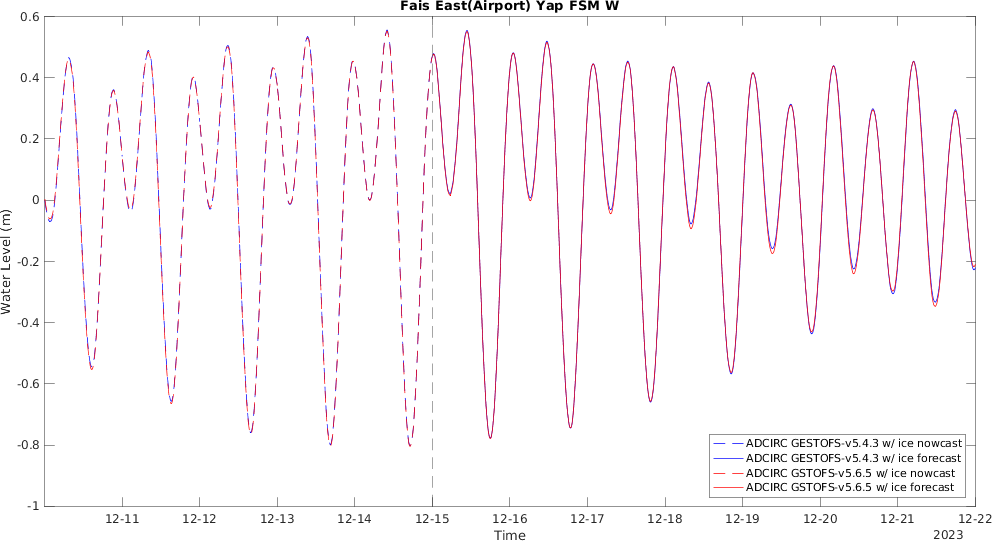 Fais East(Airport) Yap FSM W
Water Level (m)
0.6
0.4
0.2
0
-0.2
-0.4
-0.6
-0.8
-1
ADCIRC GESTOFS-v5.4.3 w/ ice nowcast
ADCIRC GESTOFS-v5.4.3 w/ ice forecast
ADCIRC GSTOFS-v5.6.5 w/ ice nowcast
ADCIRC GSTOFS-v5.6.5 w/ ice forecast
12-11 12-12 12-13 12-14 12-15 12-16 12-17 12-18 12-19 12-20 12-21 12-22
Time
2023